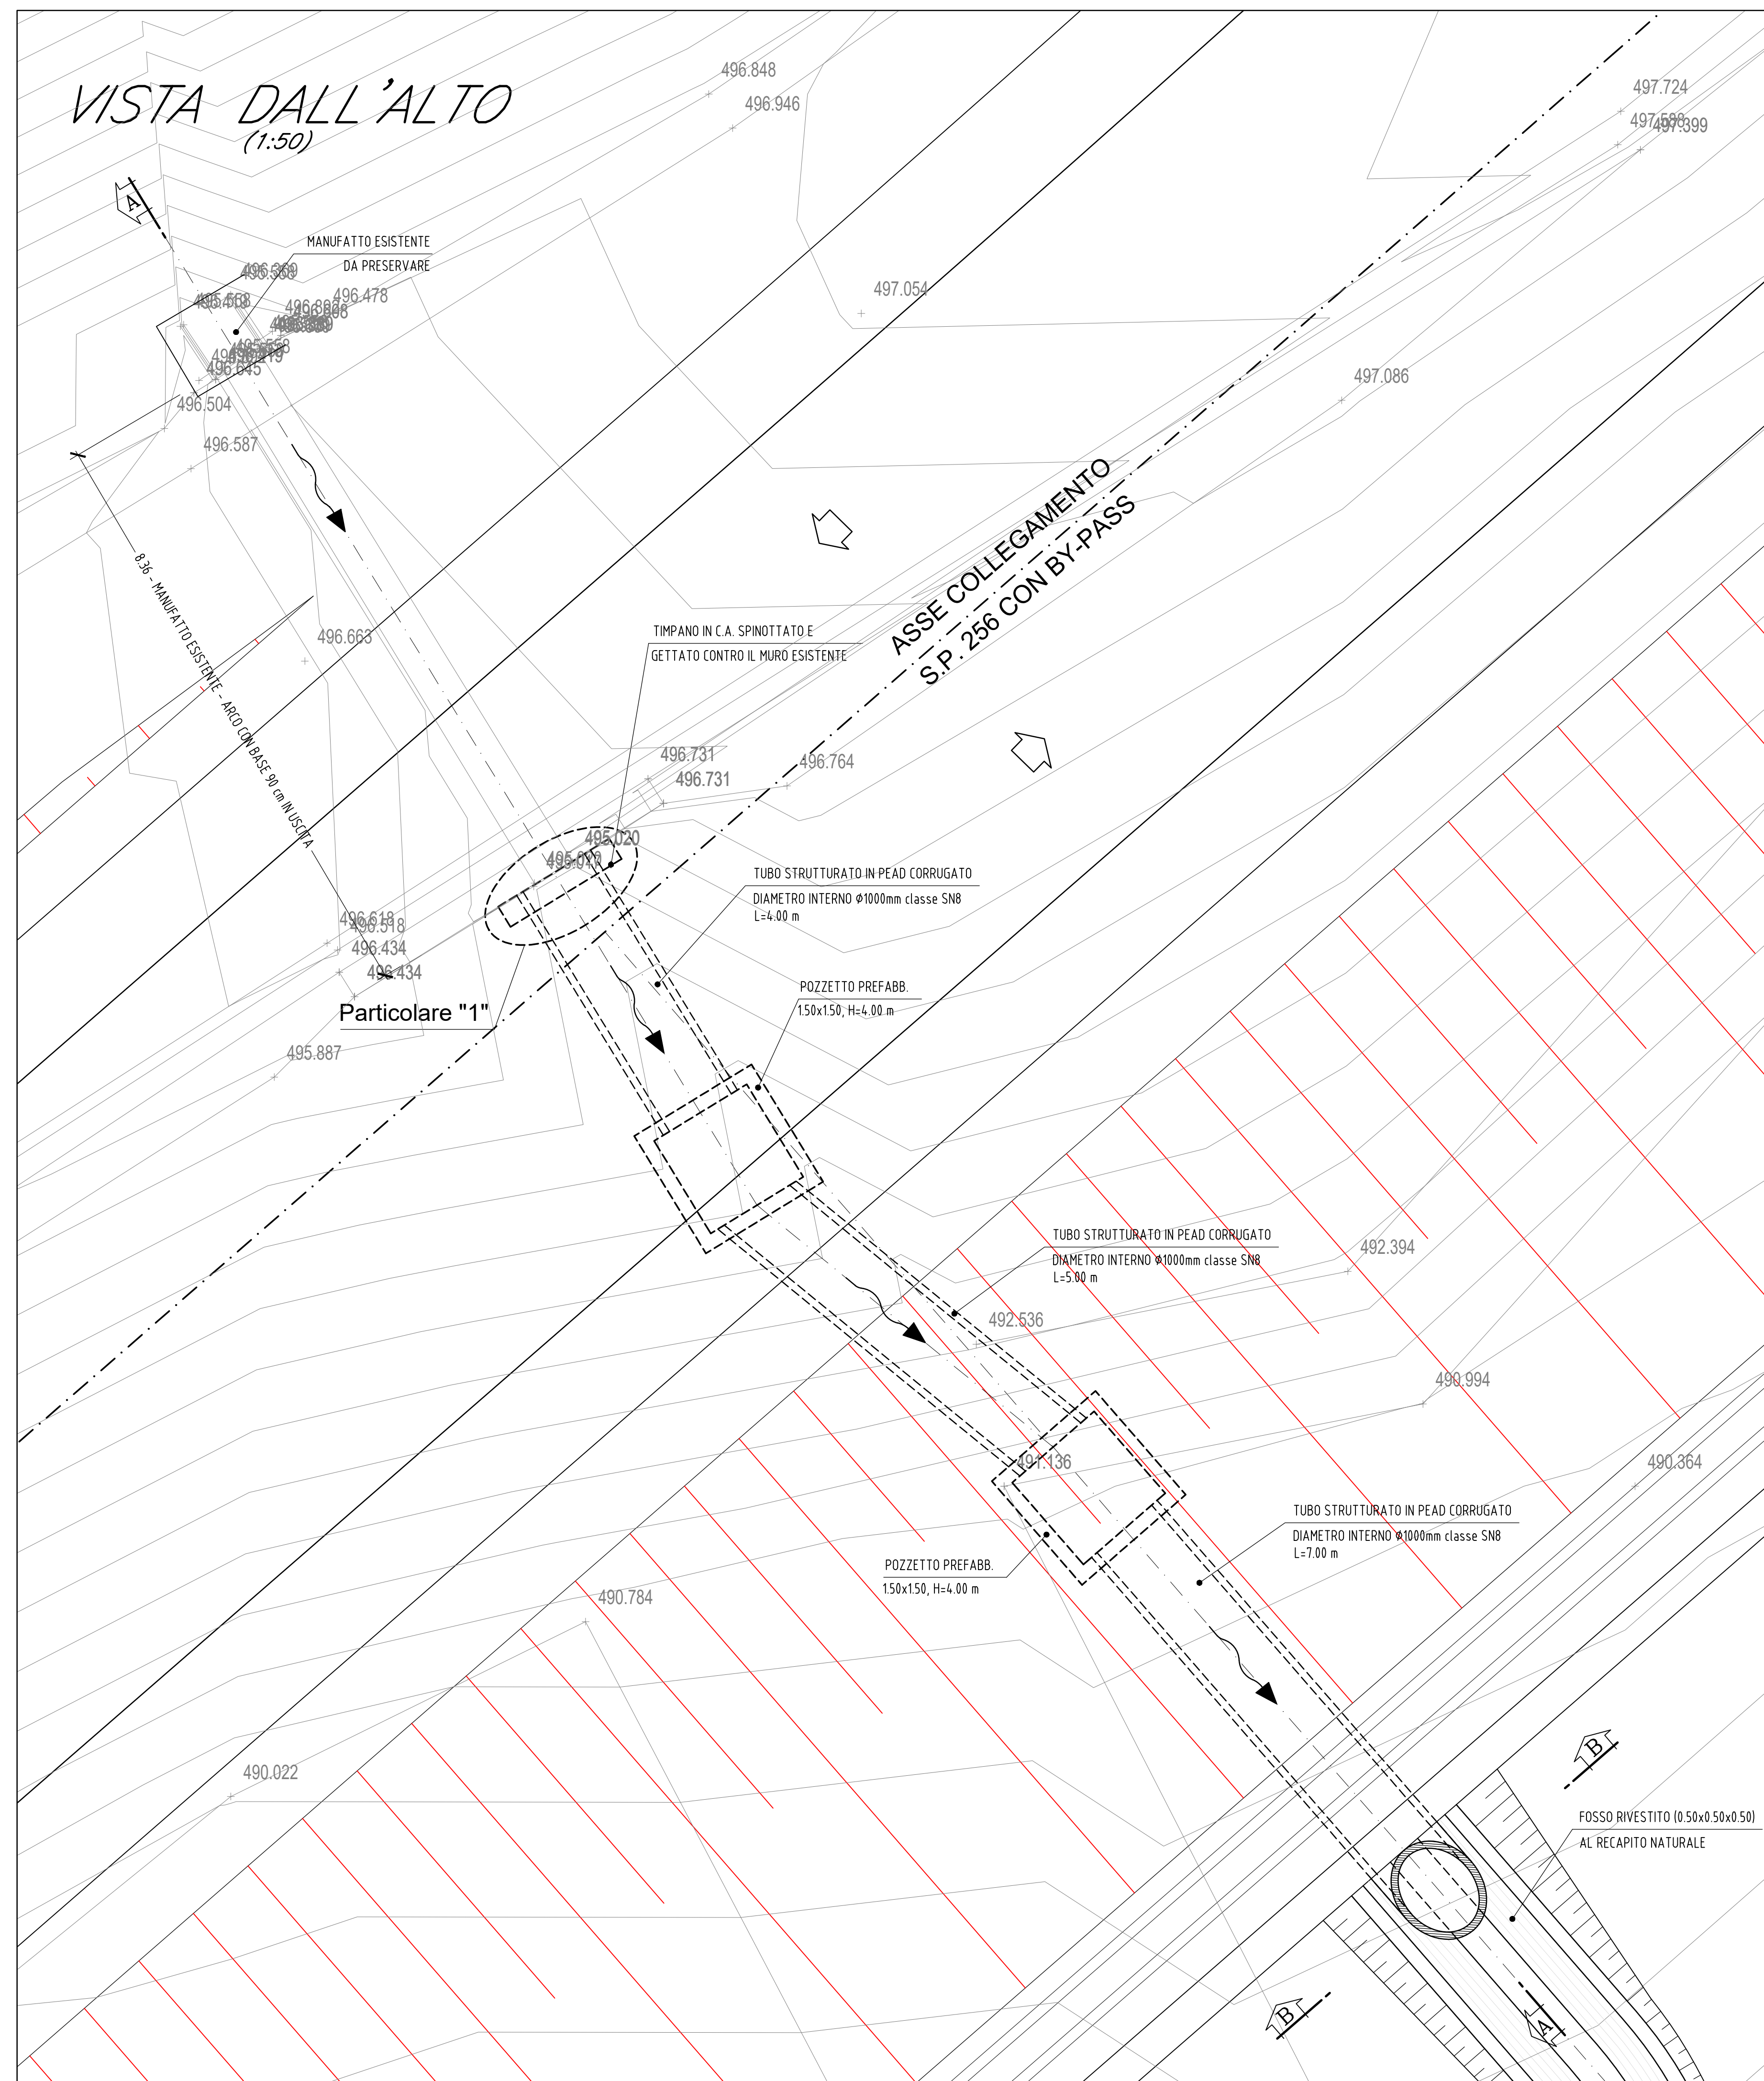 VISTA DALL'ALTO
(1:50)
496.848
496.946
497.724
497.399
A
MANUFATTO ESISTENTE
DA PRESERVARE
496.478
497.054
496.645
496.504
496.587
497.086
ASSE COLLEGAMENTO
S.P. 256 CON BY-PASS
8.36 - MANUFATTO ESISTENTE - ARCO CON BASE 90 cm IN USCITA
496.663
TIMPANO IN C.A. SPINOTTATO E
GETTATO CONTRO IL MURO ESISTENTE
496.731
496.731
496.764
495.020
TUBO STRUTTURATO IN PEAD CORRUGATO
DIAMETRO INTERNO Ø1000mm classe SN8
L=4.00 m
496.618
496.518
496.434
496.434
Particolare "1"
POZZETTO PREFABB.
1.50x1.50, H=4.00 m
495.887
TUBO STRUTTURATO IN PEAD CORRUGATO
DIAMETRO INTERNO Ø1000mm classe SN8
L=5.00 m
492.394
492.536
490.994
491.136
490.364
TUBO STRUTTURATO IN PEAD CORRUGATO
DIAMETRO INTERNO Ø1000mm classe SN8
L=7.00 m
POZZETTO PREFABB.
1.50x1.50, H=4.00 m
490.784
490.022
B
FOSSO RIVESTITO (0.50x0.50x0.50)
AL RECAPITO NATURALE
B
A